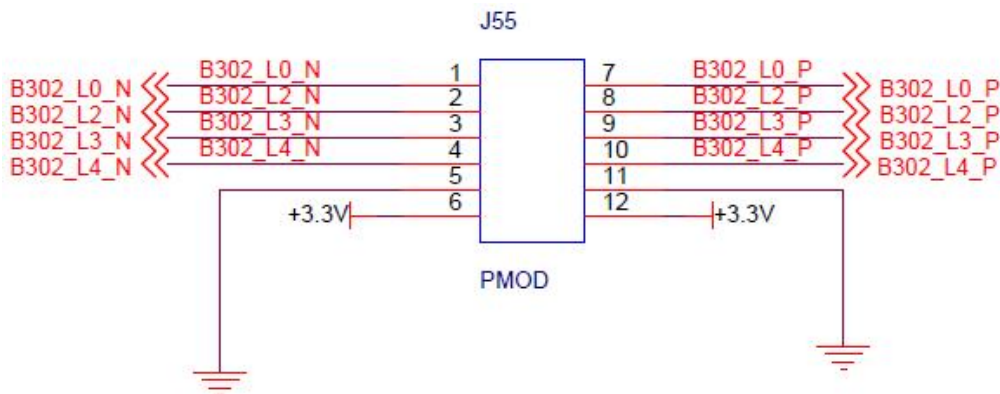 J55
B302_L0_N B302_L0_N 1 7 B302_L0_P B302_L0_P
B302_L2_N B302_L2_N 2 8 B302_L2_P B302_L2_P
B302_L3_N B302_L3_N 3 9 B302_L3_P B302_L3_P
B302_L4_N B302_L4_N 4 10 B302_L4_P B302_L4_P
5 11
+3.3V 6 12 +3.3V
PMOD